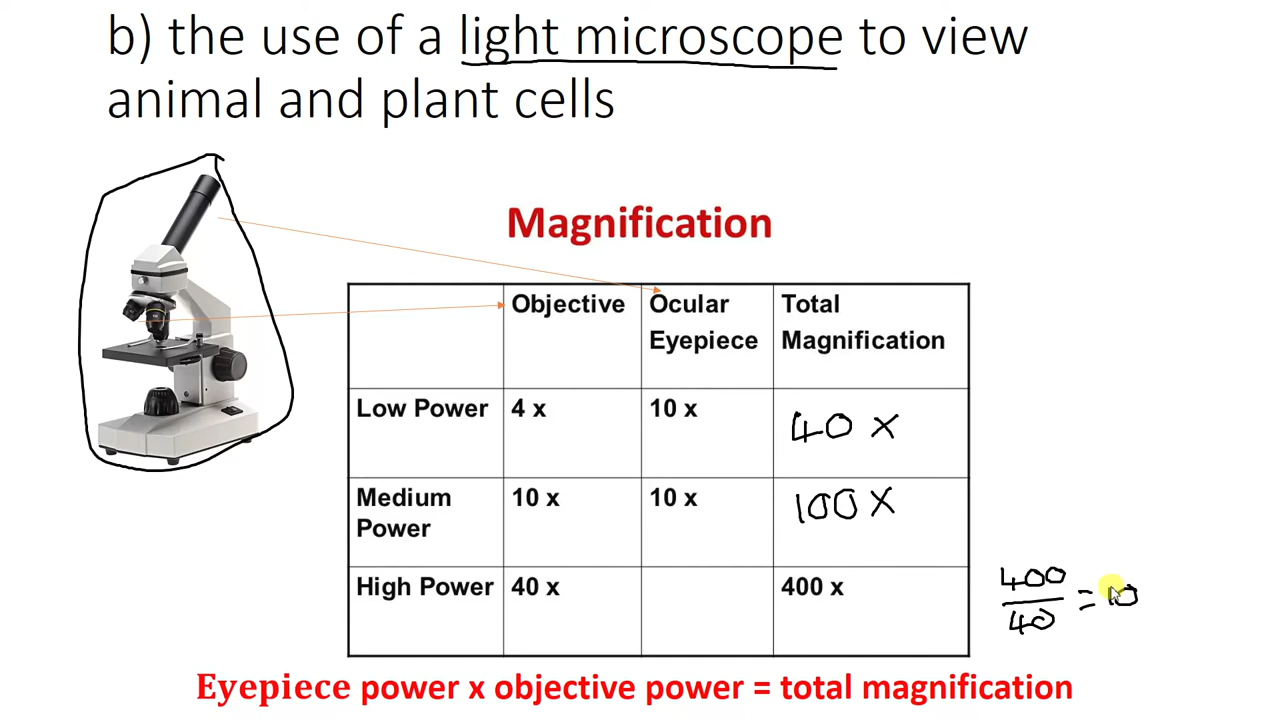 b) the use of a light microscope to view
animal and plant cells
Magnification
Objective
Ocular
Eyepiece
Total
Magnification
Low Power
4 x
10 x
40 x
Medium
Power
10 x
10 x
100 x
High Power
40 x
400 x
400
40
= 10
Eyepiece power x objective power = total magnification